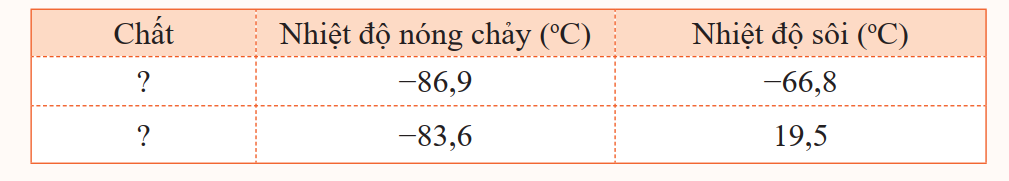 Chất Nhiệt độ nóng chảy (°C) Nhiệt độ sôi (°C)
? −86,9 −66,8
? −83,6 19,5